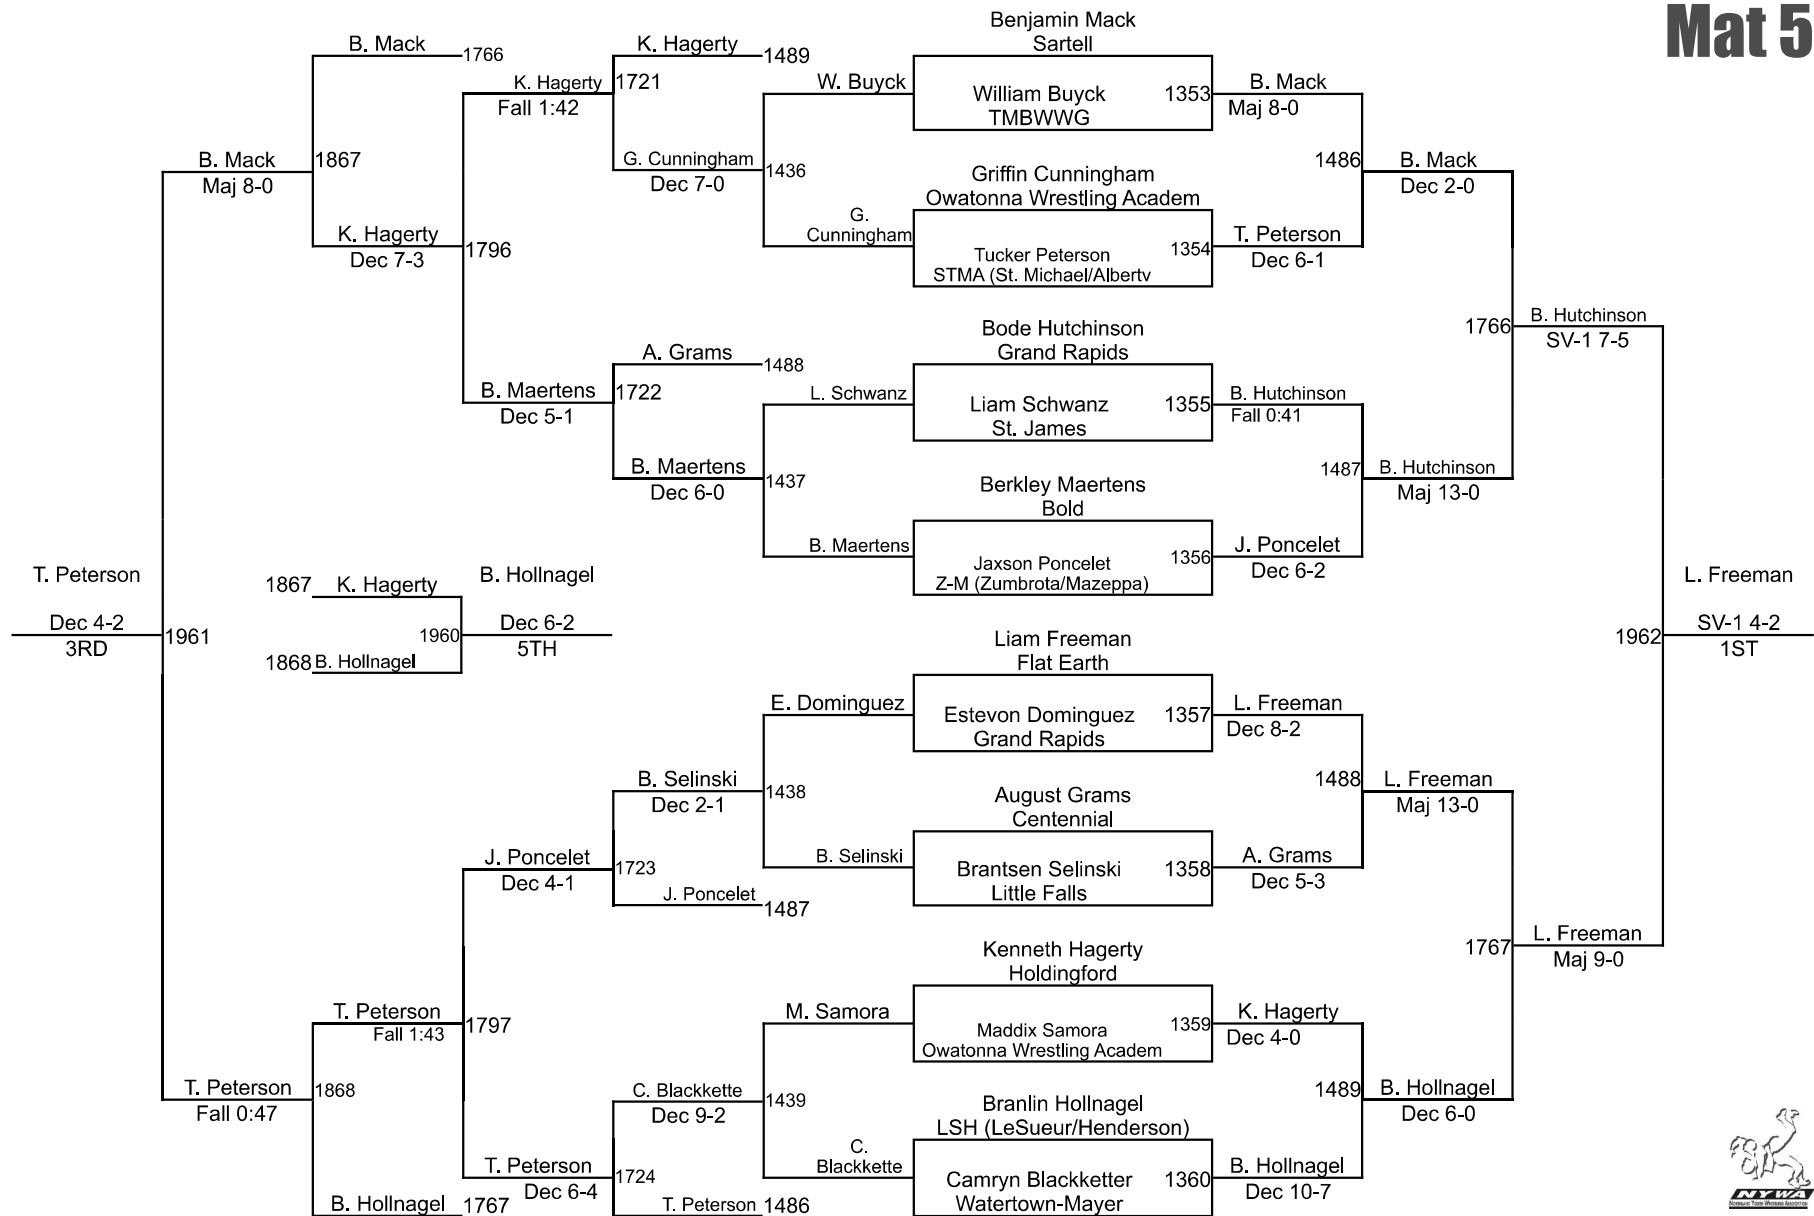 Mat 5
Benjamin Mack
Sartell
B. Mack
1766
K. Hagerty
1489
K. Hagerty
1721
Fall 1:42
W. Buyck
William Buyck
1353
TMBWWG
B. Mack
Maj 8-0
B. Mack
1867
Maj 8-0
G. Cunningham
1436
Dec 7-0
1486
B. Mack
Dec 2-0
Griffin Cunningham
Owatonna Wrestling Academ
G.
Cunningham
K. Hagerty
1796
Dec 7-3
Tucker Peterson
1354
STMA (St. Michael/Albertv
T. Peterson
Dec 6-1
Bode Hutchinson
Grand Rapids
1766
B. Hutchinson
SV-1 7-5
A. Grams
1488
B. Maertens
1722
Dec 5-1
L. Schwanz
Liam Schwanz
1355
St. James
B. Hutchinson
Fall 0:41
B. Maertens
1437
Dec 6-0
1487
B. Hutchinson
Maj 13-0
Berkley Maertens
Bold
B. Maertens
Jaxson Poncelet
1356
Z-M (Zumbrota/Mazeppa)
J. Poncelet
Dec 6-2
T. Peterson
Dec 4-2
1961
3RD
1867
K. Hagerty
1960
1868
B. Hollnagel
B. Hollnagel
Dec 6-2
5TH
L. Freeman
1962
SV-1 4-2
1ST
Liam Freeman
Flat Earth
E. Dominguez
Estevon Dominguez
1357
Grand Rapids
L. Freeman
Dec 8-2
B. Selinski
1438
Dec 2-1
1488
L. Freeman
Maj 13-0
August Grams
Centennial
J. Poncelet
1723
Dec 4-1
B. Selinski
Brantsen Selinski
1358
Little Falls
A. Grams
Dec 5-3
J. Poncelet
1487
Kenneth Hagerty
Holdingford
1767
L. Freeman
Maj 9-0
T. Peterson
1797
Fall 1:43
M. Samora
Maddix Samora
1359
Owatonna Wrestling Academ
K. Hagerty
Dec 4-0
T. Peterson
1868
Fall 0:47
C. Blackkette
1439
Dec 9-2
1489
B. Hollnagel
Dec 6-0
Branlin Hollnagel
LSH (LeSueur/Henderson)
C.
Blackkette
T. Peterson
1724
Dec 6-4
Camryn Blackketter
1360
Watertown-Mayer
B. Hollnagel
Dec 10-7
B. Hollnagel
1767
T. Peterson
1486
NYWA